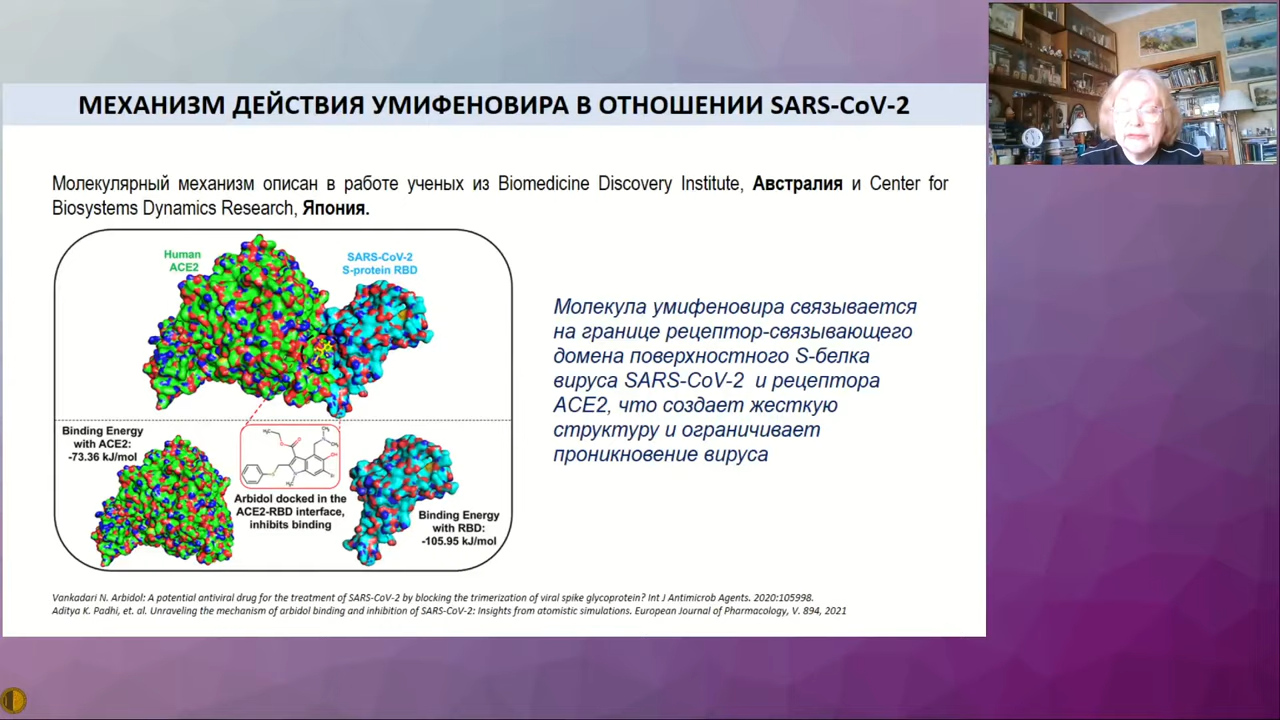 МЕХАНИЗМ ДЕЙСТВИЯ УМИФЕНОВИРА В ОТНОШЕНИИ SARS-CoV-2
Молекулярный механизм описан в работе ученых из Biomedicine Discovery Institute, Австралия и Center for
Biosystems Dynamics Research, Япония.
Human
ACE2
SARS-CoV-2
S-protein RBD
Binding Energy
with ACE2:
-73.36 kJ/mol
Arbidol docked in the
ACE2-RBD interface,
inhibits binding
Binding Energy
with RBD:
-105.95 kJ/mol
Молекула умифеновира связывается
на границе рецептор-связывающего
домена поверхностного S-белка
вируса SARS-CoV-2 и рецептора
ACE2, что создает жесткую
структуру и ограничивает
проникновение вируса
Vankadari N. Arbidol: A potential antiviral drug for the treatment of SARS-CoV-2 by blocking the trimerization of viral spike glycoprotein? Int J Antimicrob Agents. 2020:105998.
Aditya K. Padhi, et. al. Unraveling the mechanism of arbidol binding and inhibition of SARS-CoV-2: Insights from atomistic simulations. European Journal of Pharmacology, V. 894, 2021